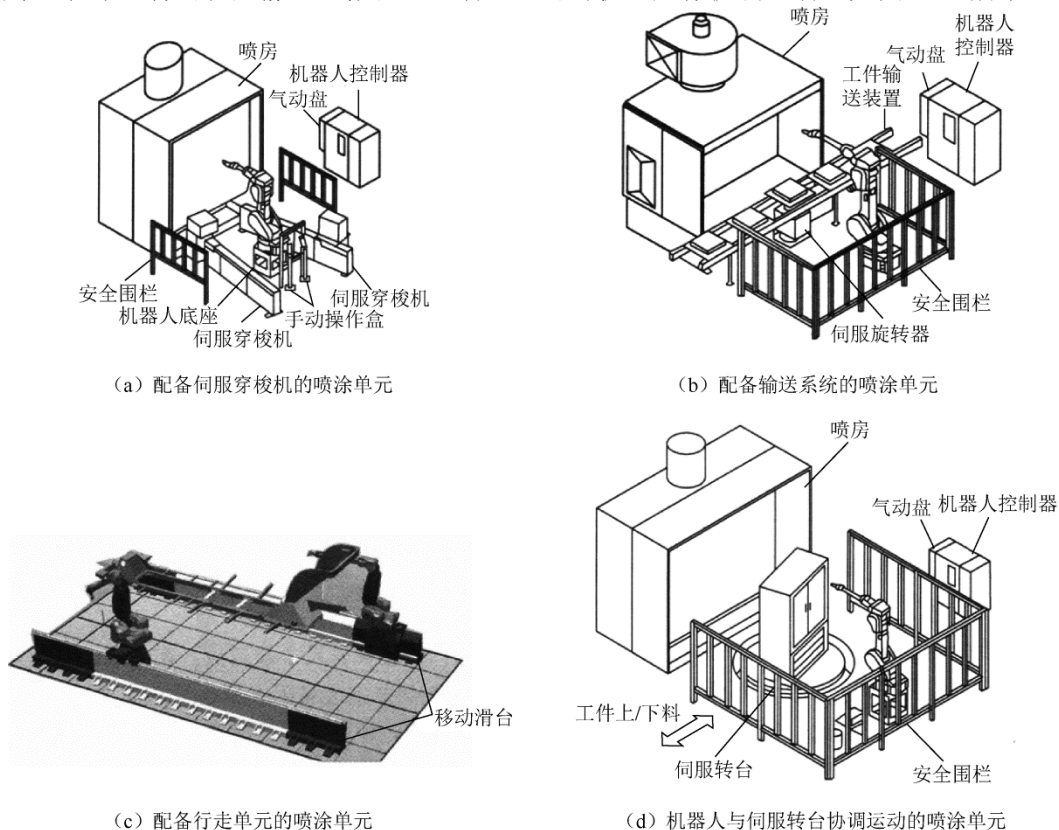 喷房
机器人控制器
气动盘
安全围栏
机器人底座
伺服穿梭机
手动操作盒
伺服穿梭机
(a) 配备伺服穿梭机的喷涂单元
喷房
机器人
控制器
气动盘
工件输
送装置
安全围栏
伺服旋转器
(b) 配备输送系统的喷涂单元
移动滑台
(c) 配备行走单元的喷涂单元
喷房
气动盘
机器人控制器
工件上/下料
伺服转台
安全围栏
(d) 机器人与伺服转台协调运动的喷涂单元